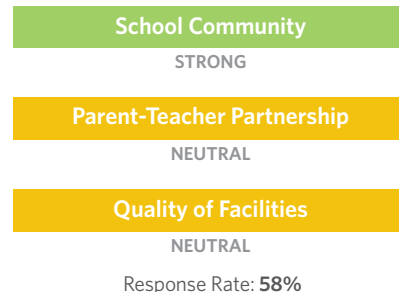 School Community
STRONG
Parent-Teacher Partnership
NEUTRAL
Quality of Facilities
NEUTRAL
Response Rate: 58%